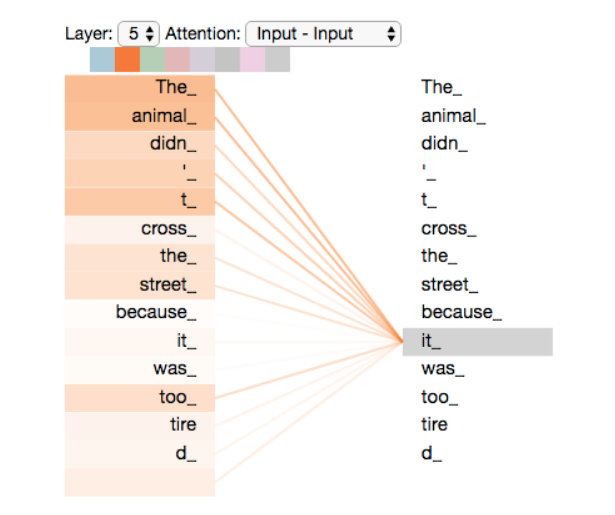 Layer: 5 Attention: Input - Input
The_ The_
animal_ animal_
didn_ didn_
'_ '_
t_ t_
cross_ cross_
the_ the_
street_ street_
because_ because_
it_ it_
was_ was_
too_ too_
tire tire
d_ d_